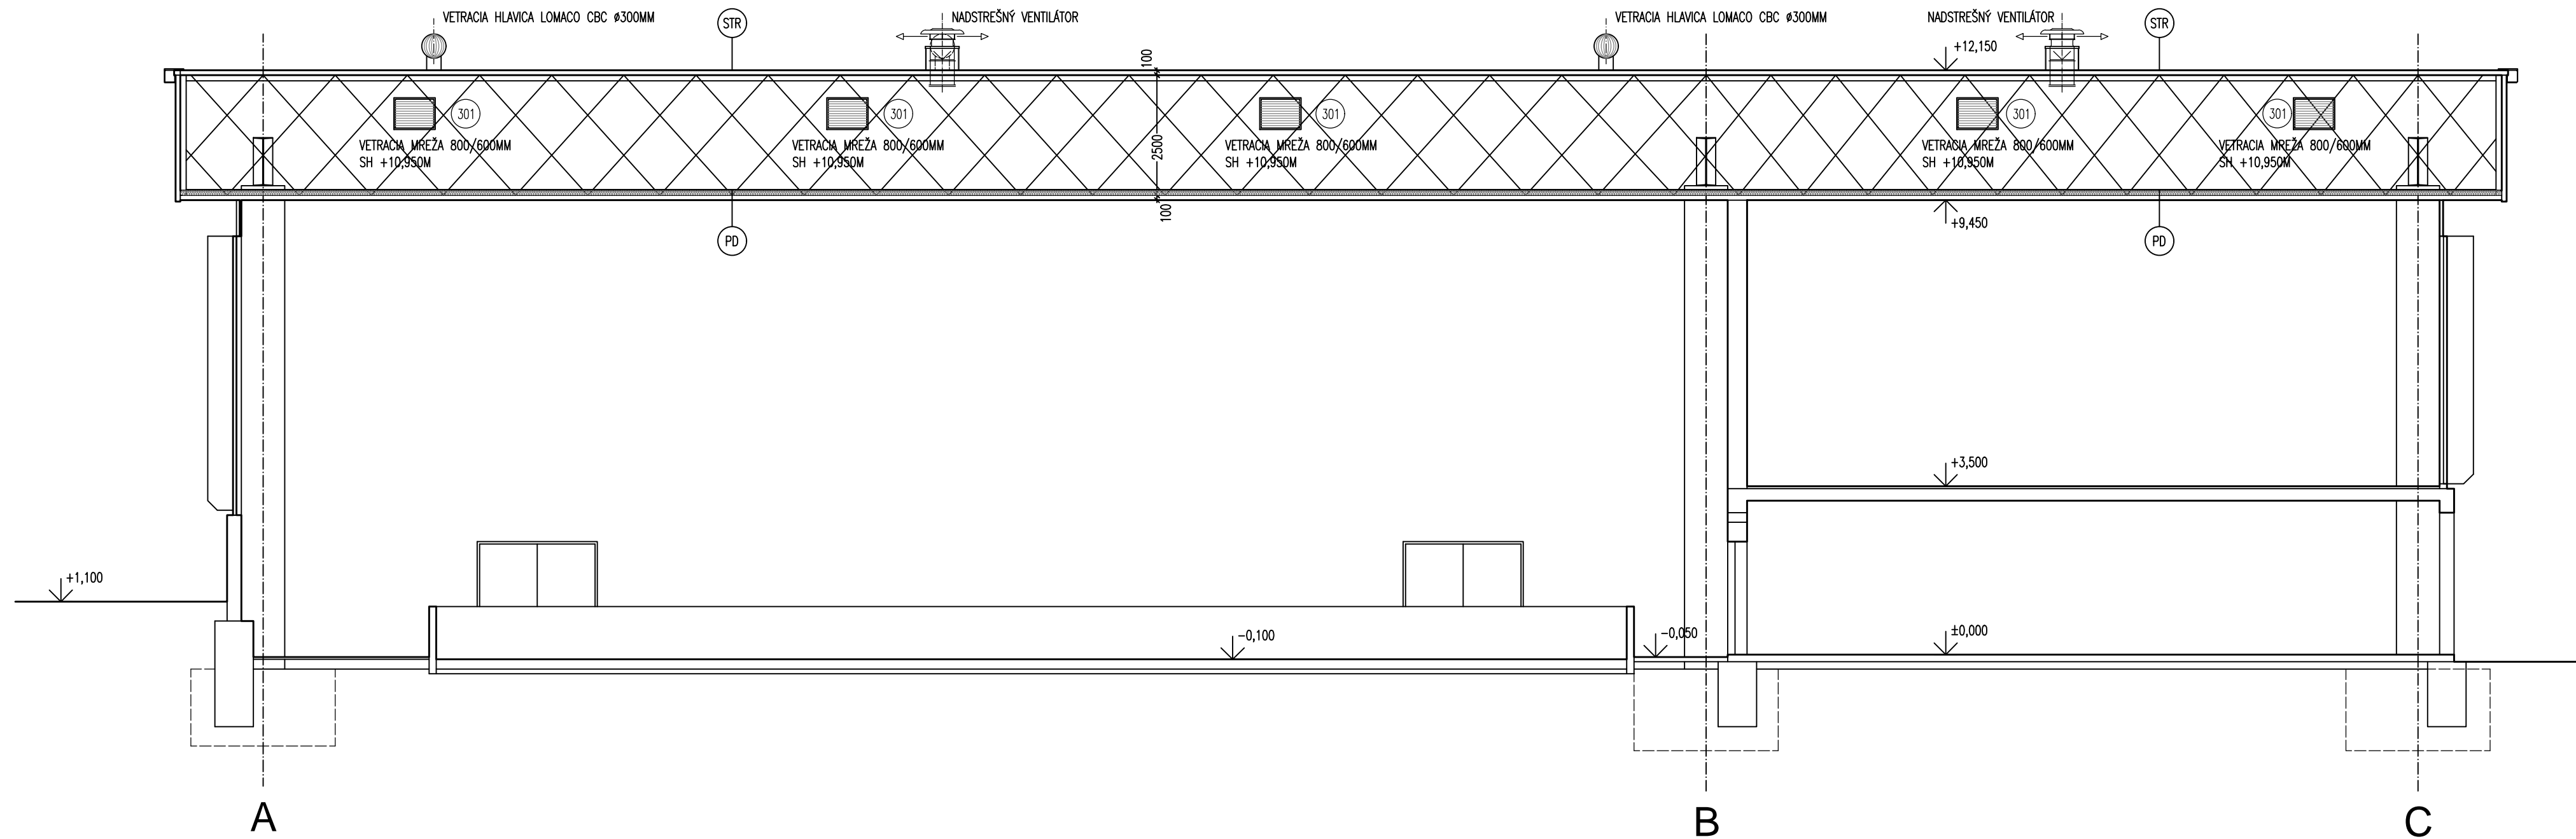 VETRACIA HLAVICA LOMACO CBC ø300MM
STR
NADSTREŠNÝ VENTILÁTOR
VETRACIA HLAVICA LOMACO CBC ø300MM
NADSTREŠNÝ VENTILÁTOR
STR
+12,150
100
301
301
301
301
301
VETRACIA MREŽA 800/600MM
SH +10,950M
VETRACIA MREŽA 800/600MM
SH +10,950M
VETRACIA MREŽA 800/600MM
SH +10,950M
VETRACIA MREŽA 800/600MM
SH +10,950M
VETRACIA MREŽA 800/600MM
SH +10,950M
2500
100
+9,450
PD
PD
+3,500
+1,100
-0,100
-0,050
±0,000
A
B
C